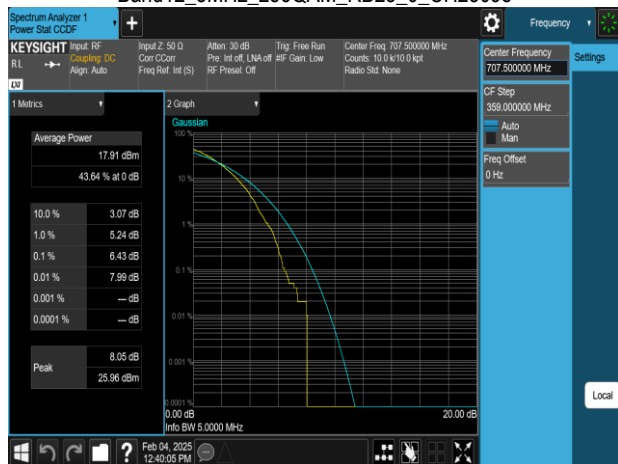 Spectrum Analyzer 1
Power Stat CCDF
Frequency
KEYSIGHT
RL
Input: RF
Coupling: DC
Align: Auto
Input Z: 50 Ω
Corr CCorr
Freq Ref: Int (S)
Atten: 30 dB
Pre: Int off, LNA off
RF Preset: Off
Trig: Free Run
#IF Gain: Low
Center Freq: 707.500000 MHz
Counts: 10.0 k/10.0 kpt
Radio Std: None
LXI
1 Metrics
Average Power
17.91 dBm
43.64 % at 0 dB
10.0 % 3.07 dB
1.0 % 5.24 dB
0.1 % 6.43 dB
0.01 % 7.99 dB
0.001 % --- dB
0.0001 % --- dB
Peak
8.05 dB
25.96 dBm
2 Graph
Gaussian
100 %
10 %
1 %
0.1 %
0.01 %
0.001 %
0.0001 %
0.00 dB
20.00 dB
Info BW 5.0000 MHz
Center Frequency
707.500000 MHz
Settings
CF Step
359.000000 MHz
Auto
Man
Freq Offset
0 Hz
Local
Feb 04, 2025
12:40:05 PM